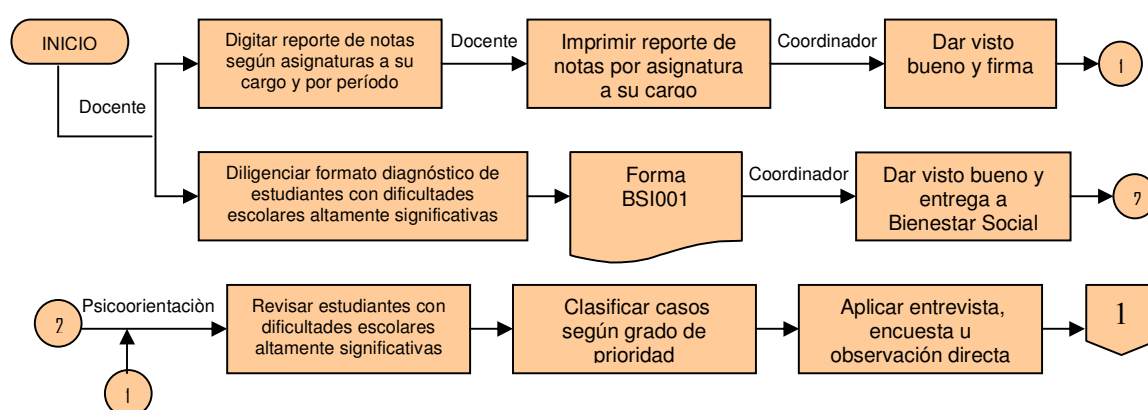 INICIO
Docente
Digitar reporte de notas
según asignaturas a su
cargo y por período
Docente
Imprimir reporte de
notas por asignatura
a su cargo
Coordinador
Dar visto
bueno y firma
1
Diligenciar formato diagnóstico de
estudiantes con dificultades
escolares altamente significativas
Forma
BSI001
Coordinador
Dar visto bueno y
entrega a
Bienestar Social
2
2
Psicoorientaciòn
1
Revisar estudiantes con
dificultades escolares
altamente significativas
Clasificar casos
según grado de
prioridad
Aplicar entrevista,
encuesta u
observación directa
1